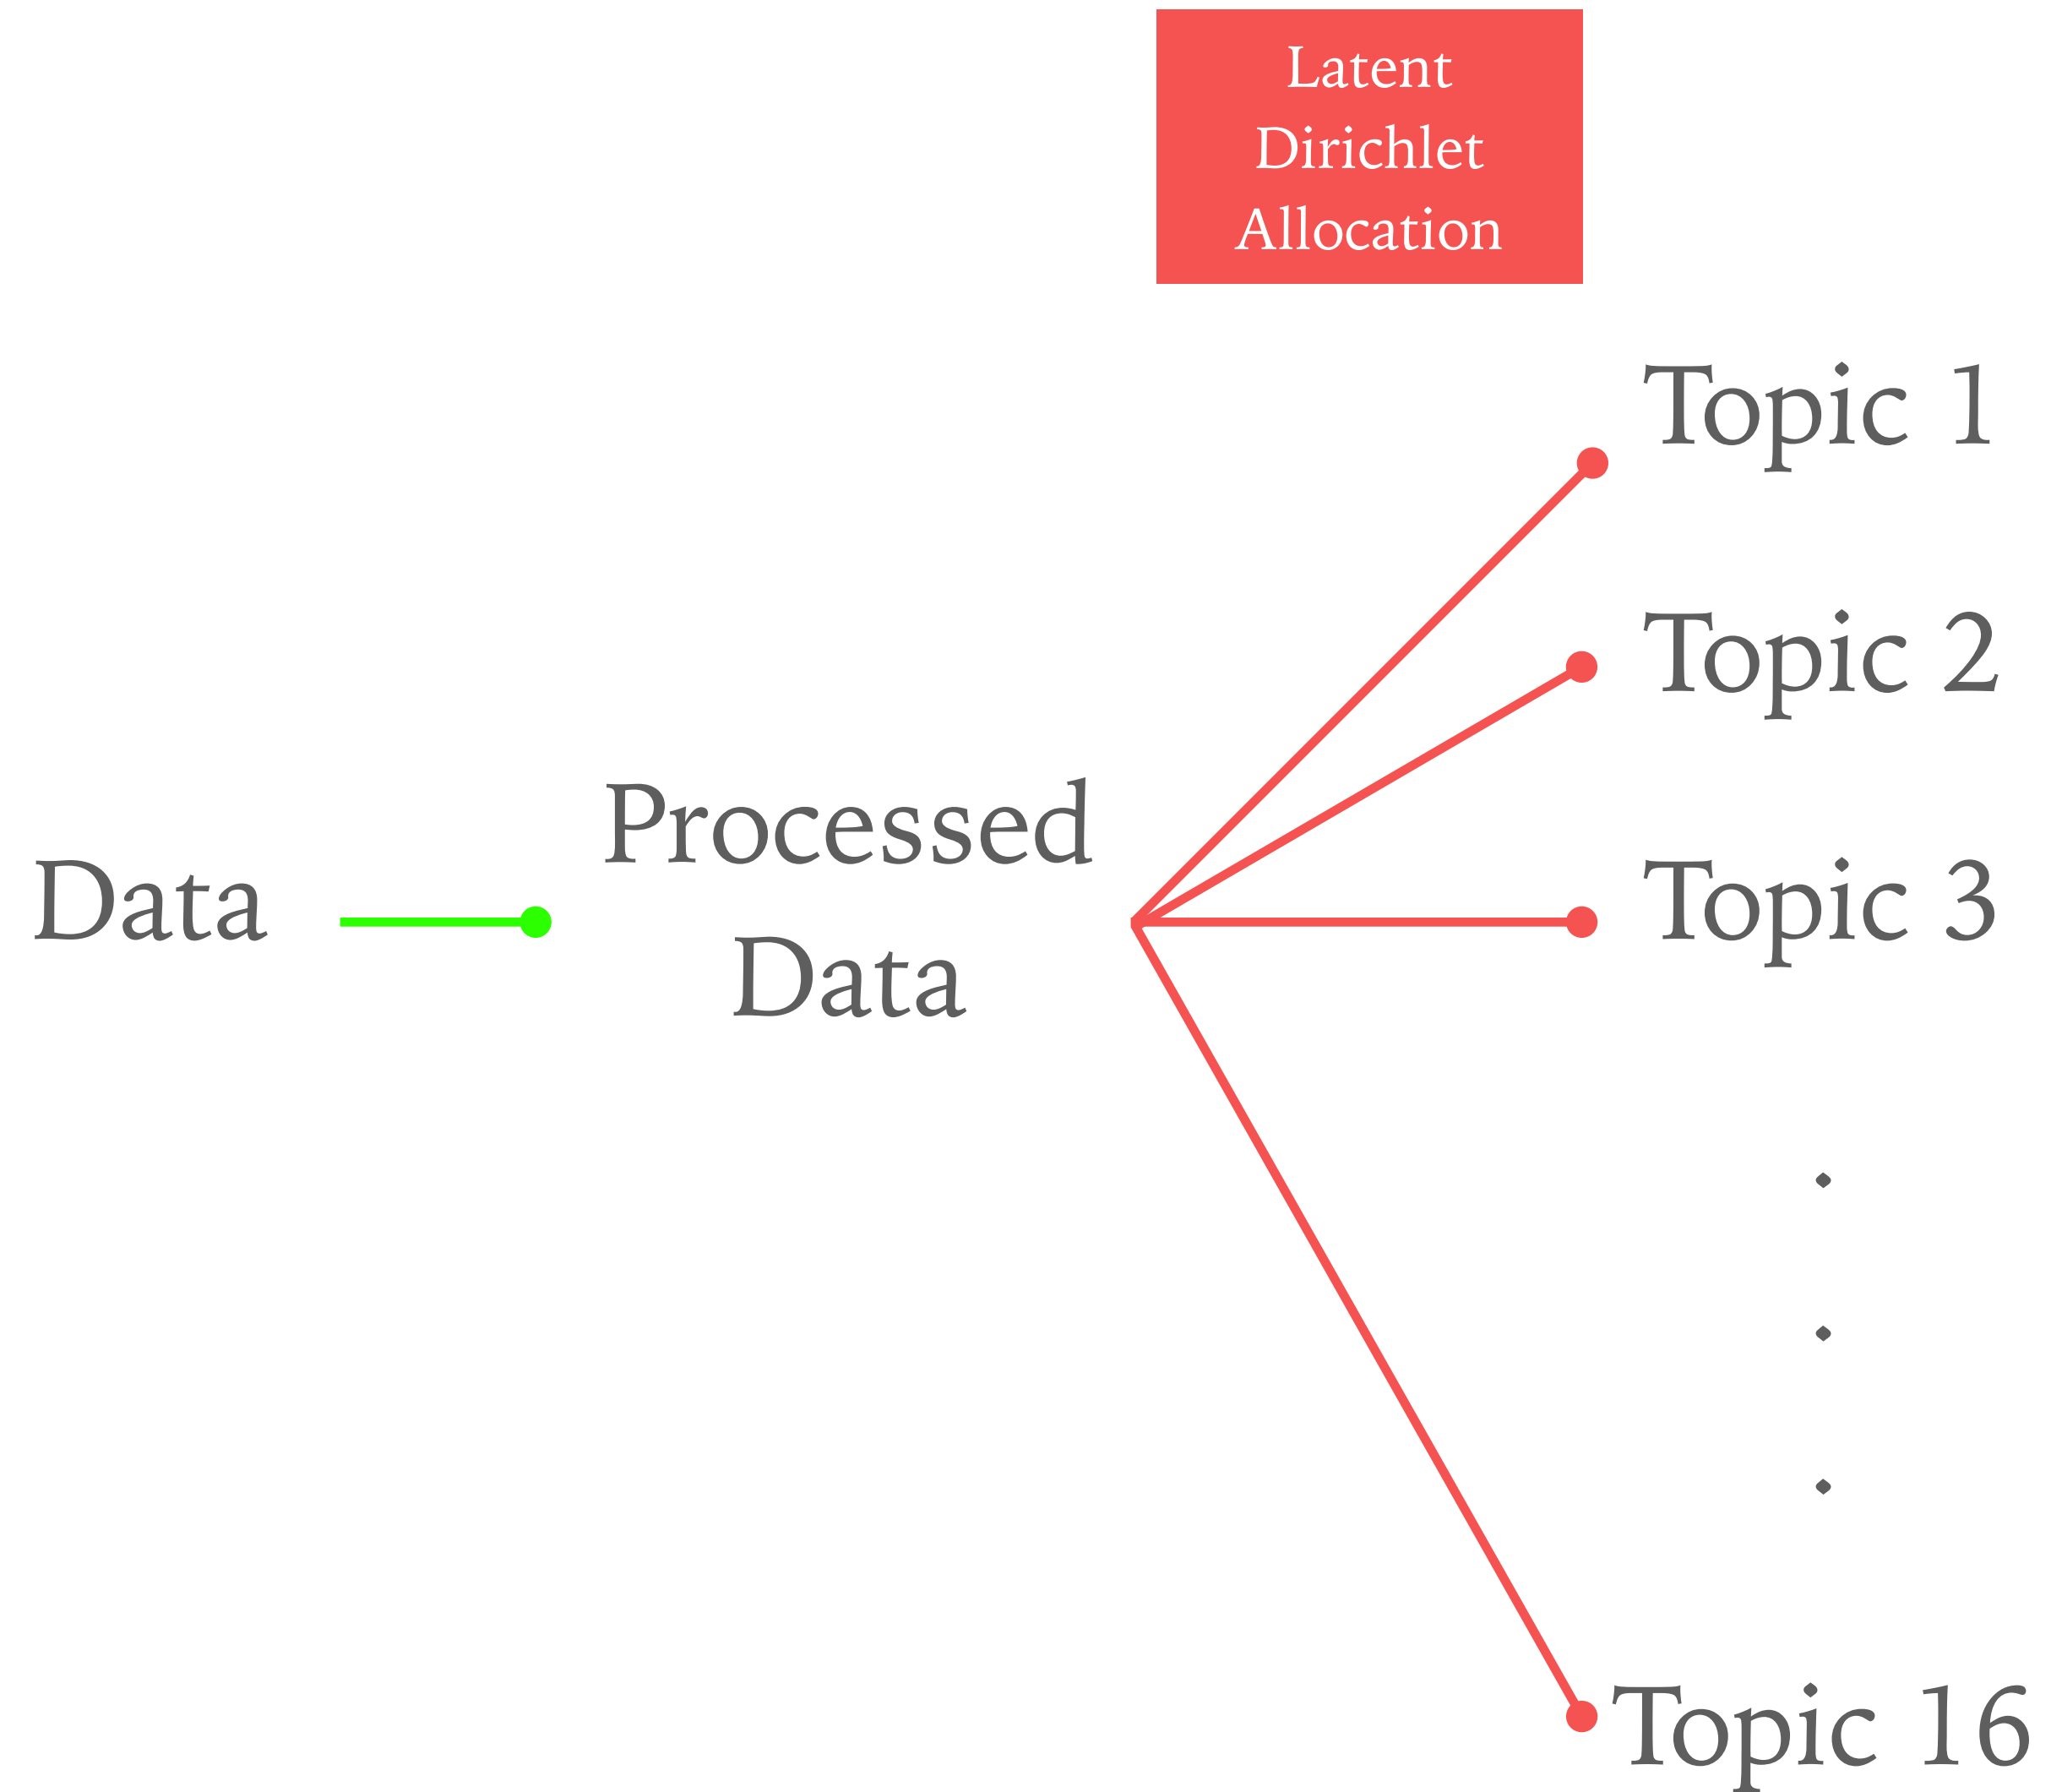 Latent
Dirichlet
Allocation
Data
Processed
Data
Topic 1
Topic 2
Topic 3
.
.
.
Topic 16